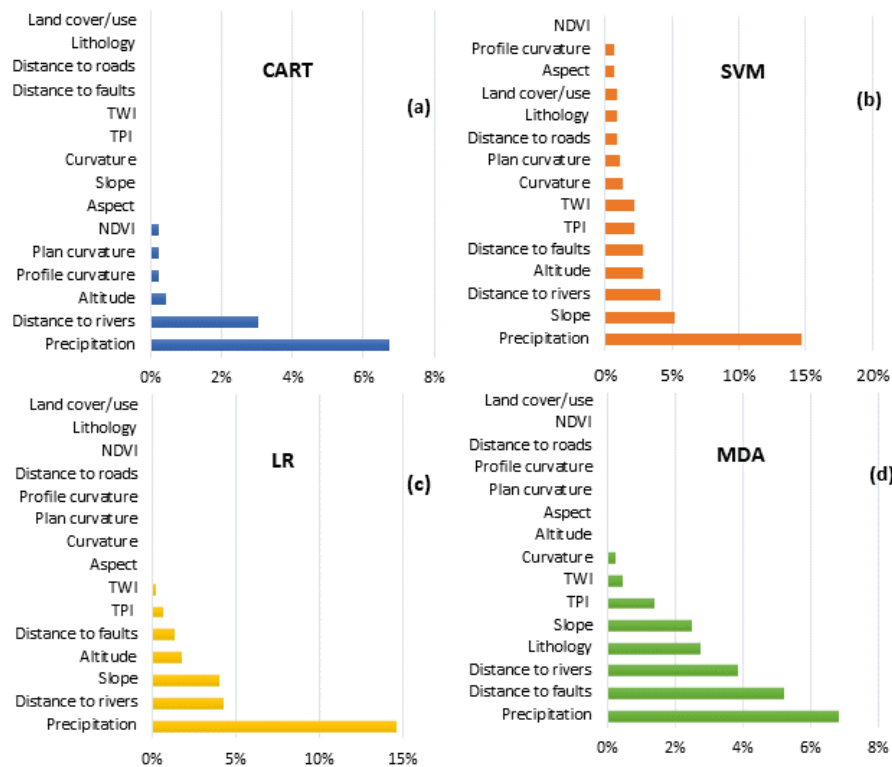 Land cover/use
Lithology
Distance to roads
Distance to faults
TWI
TPI
Curvature
Slope
Aspect
NDVI
Plan curvature
Profile curvature
Altitude
Distance to rivers
Precipitation
CART
(a)
0% 2% 4% 6% 8%
NDVI
Profile curvature
Aspect
Land cover/use
Lithology
Distance to roads
Plan curvature
Curvature
TWI
TPI
Distance to faults
Altitude
Distance to rivers
Slope
Precipitation
SVM
(b)
0% 5% 10% 15% 20%
Land cover/use
Lithology
NDVI
Distance to roads
Profile curvature
Plan curvature
Curvature
Aspect
TWI
TPI
Distance to faults
Altitude
Slope
Distance to rivers
Precipitation
LR
(c)
0% 5% 10% 15%
Land cover/use
NDVI
Distance to roads
Profile curvature
Plan curvature
Aspect
Altitude
Curvature
TWI
TPI
Slope
Lithology
Distance to rivers
Distance to faults
Precipitation
MDA
(d)
0% 2% 4% 6% 8%